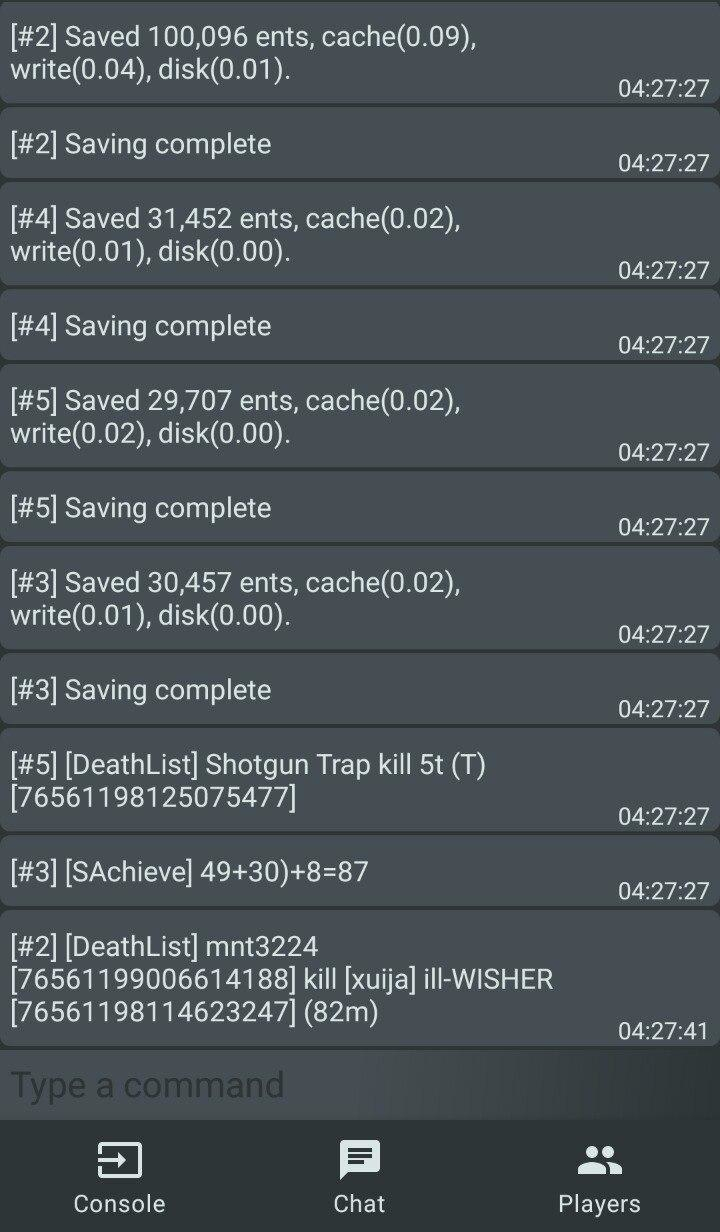 [#2] Saved 100,096 ents, cache(0.09),
write(0.04), disk(0.01).
04:27:27
[#2] Saving complete
04:27:27
[#4] Saved 31,452 ents, cache(0.02),
write(0.01), disk(0.00).
04:27:27
[#4] Saving complete
04:27:27
[#5] Saved 29,707 ents, cache(0.02),
write(0.02), disk(0.00).
04:27:27
[#5] Saving complete
04:27:27
[#3] Saved 30,457 ents, cache(0.02),
write(0.01), disk(0.00).
04:27:27
[#3] Saving complete
04:27:27
[#5] [DeathList] Shotgun Trap kill 5t (T)
[76561198125075477]
04:27:27
[#3] [SAchieve] 49+30)+8=87
04:27:27
[#2] [DeathList] mnt3224
[76561199006614188] kill [xuija] ill-WISHER
[76561198114623247] (82m)
04:27:41
Type a command
Console
Chat
Players